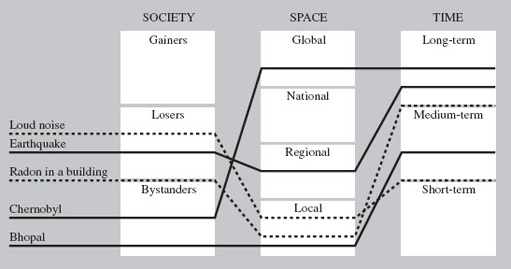 SOCIETY SPACE TIME
Gainers Global Long-term
National
Losers Medium-term
Loud noise
Earthquake
Regional
Radon in a building
Bystanders Short-term
Local
Chernobyl
Bhopal